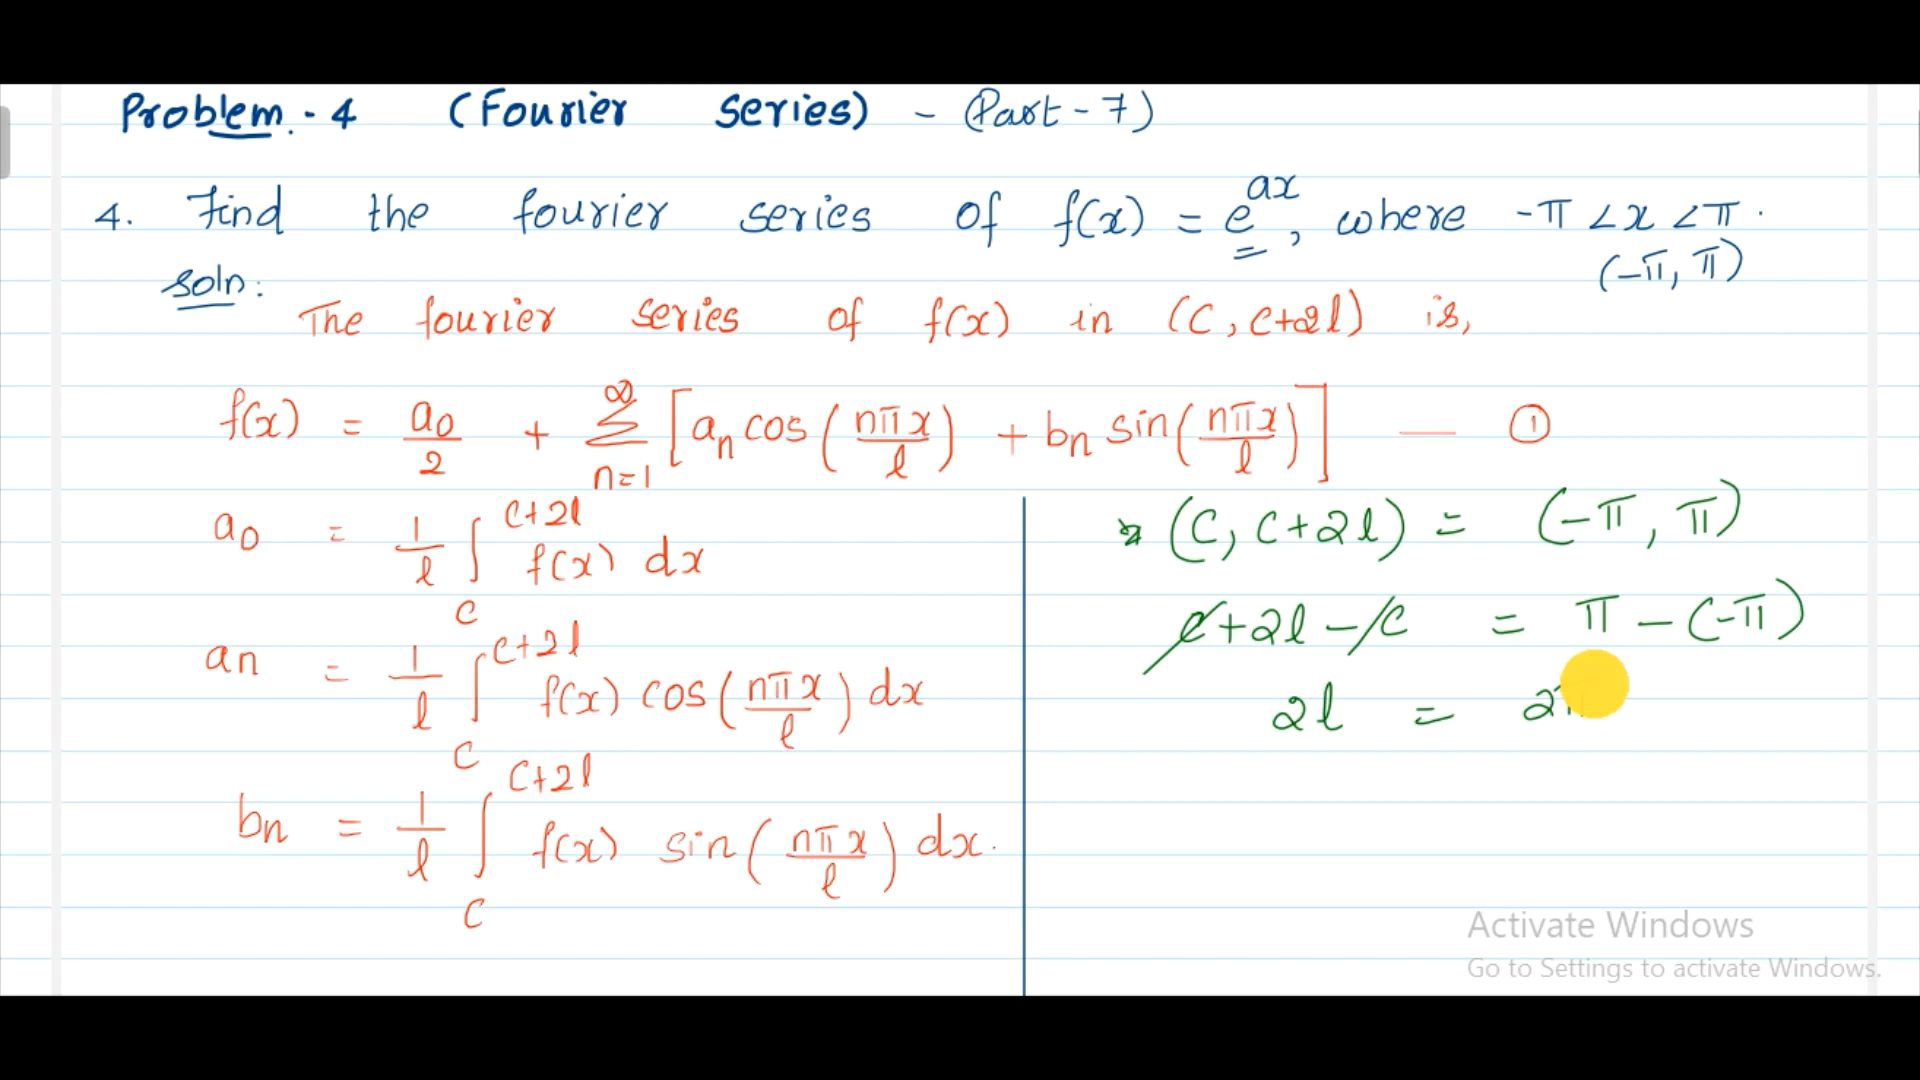 Problem - 4 (Fourier Series) - (Part - 7)
4. Find the fourier series of f(x) = e^{ax}, where -π < x < π.
(-π, π)
Soln:
The fourier series of f(x) in (C, C+2l) is,
f(x) = a₀/2 + ∑_{n=1}^{∞} [aₙ cos(nπx/l) + bₙ sin(nπx/l)] — ①
a₀ = 1/l ∫_C^{C+2l} f(x) dx
aₙ = 1/l ∫_C^{C+2l} f(x) cos(nπx/l) dx
bₙ = 1/l ∫_C^{C+2l} f(x) sin(nπx/l) dx.
(C, C+2l) = (-π, π)
C+2l-C = π - (-π)
2l = 2
Activate Windows
Go to Settings to activate Windows.